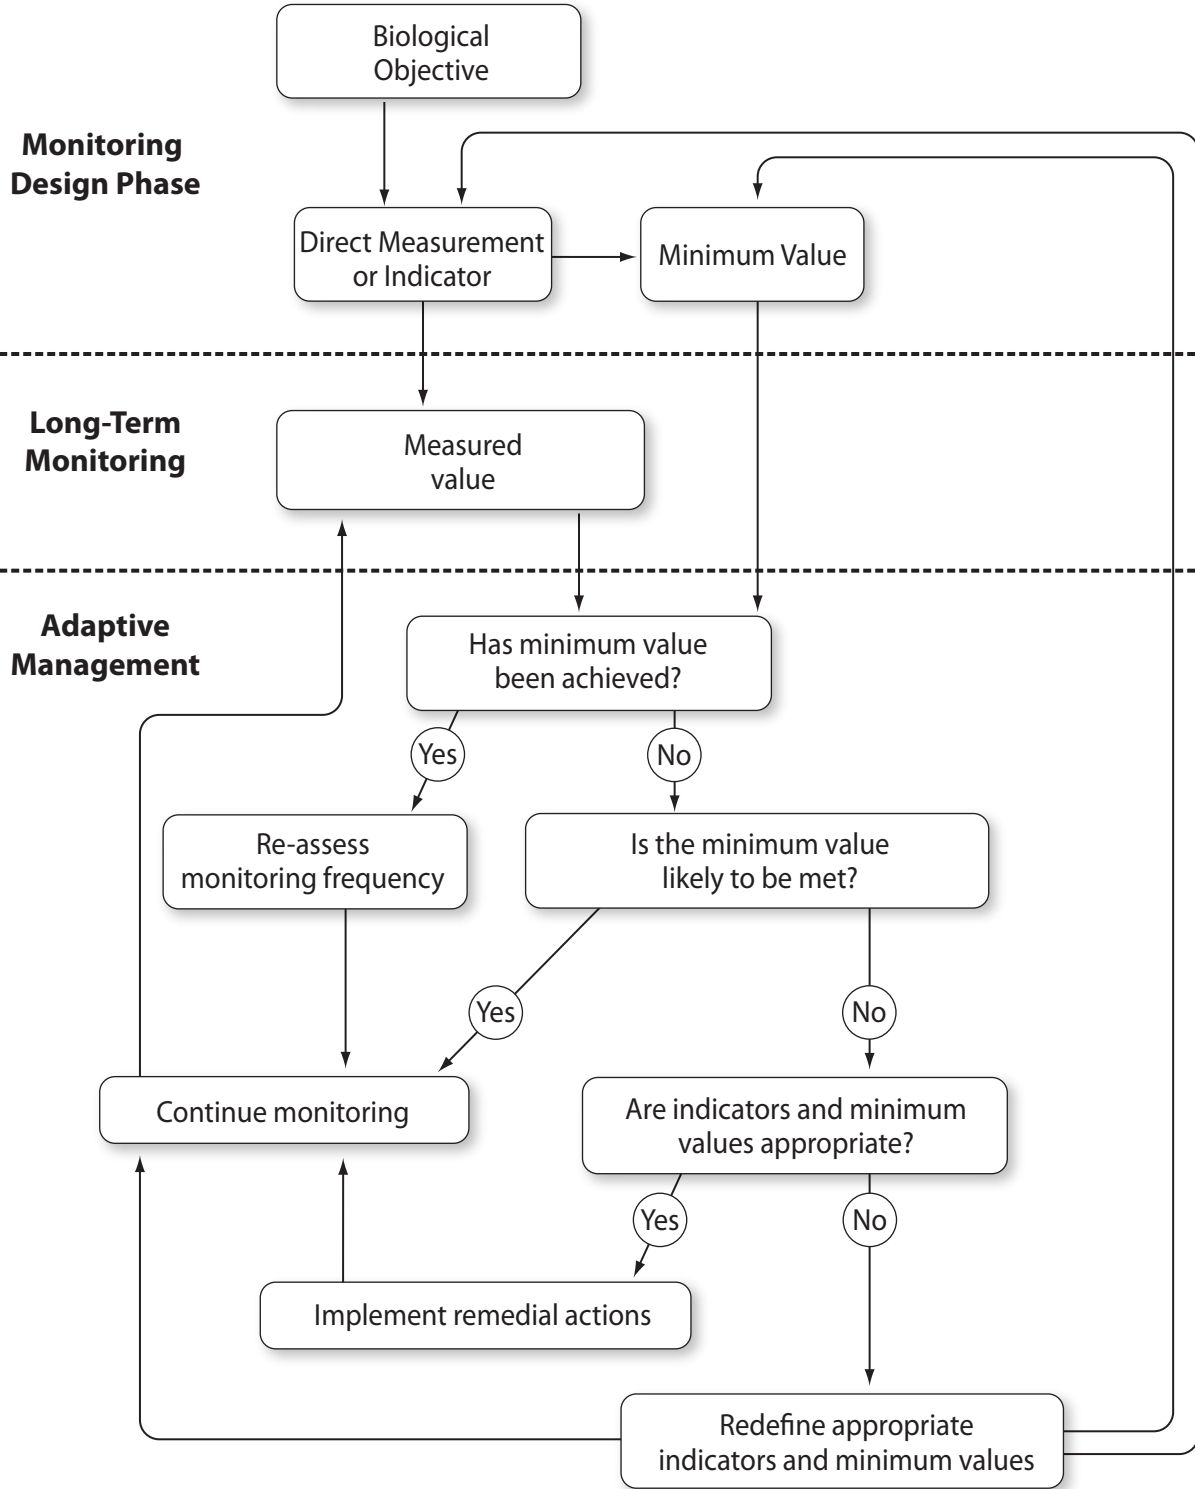 Biological
Objective
Monitoring
Design Phase
Direct Measurement
or Indicator
Minimum Value
Long-Term
Monitoring
Measured
value
Adaptive
Management
Has minimum value
been achieved?
Yes
No
Re-assess
monitoring frequency
Is the minimum value
likely to be met?
Yes
No
Continue monitoring
Are indicators and minimum
values appropriate?
Yes
No
Implement remedial actions
Redefine appropriate
indicators and minimum values